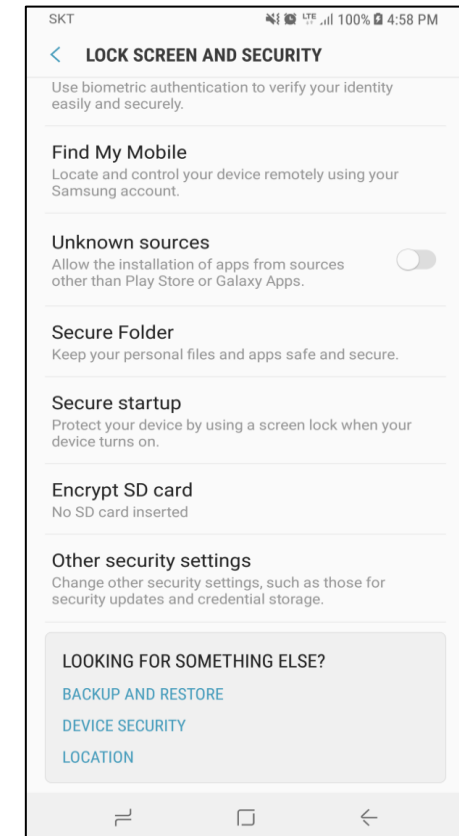 SKT LTE 100% 4:58 PM
LOCK SCREEN AND SECURITY
Use biometric authentication to verify your identity
easily and securely.
Find My Mobile
Locate and control your device remotely using your
Samsung account.
Unknown sources
Allow the installation of apps from sources
other than Play Store or Galaxy Apps.
Secure Folder
Keep your personal files and apps safe and secure.
Secure startup
Protect your device by using a screen lock when your
device turns on.
Encrypt SD card
No SD card inserted
Other security settings
Change other security settings, such as those for
security updates and credential storage.
LOOKING FOR SOMETHING ELSE?
BACKUP AND RESTORE
DEVICE SECURITY
LOCATION